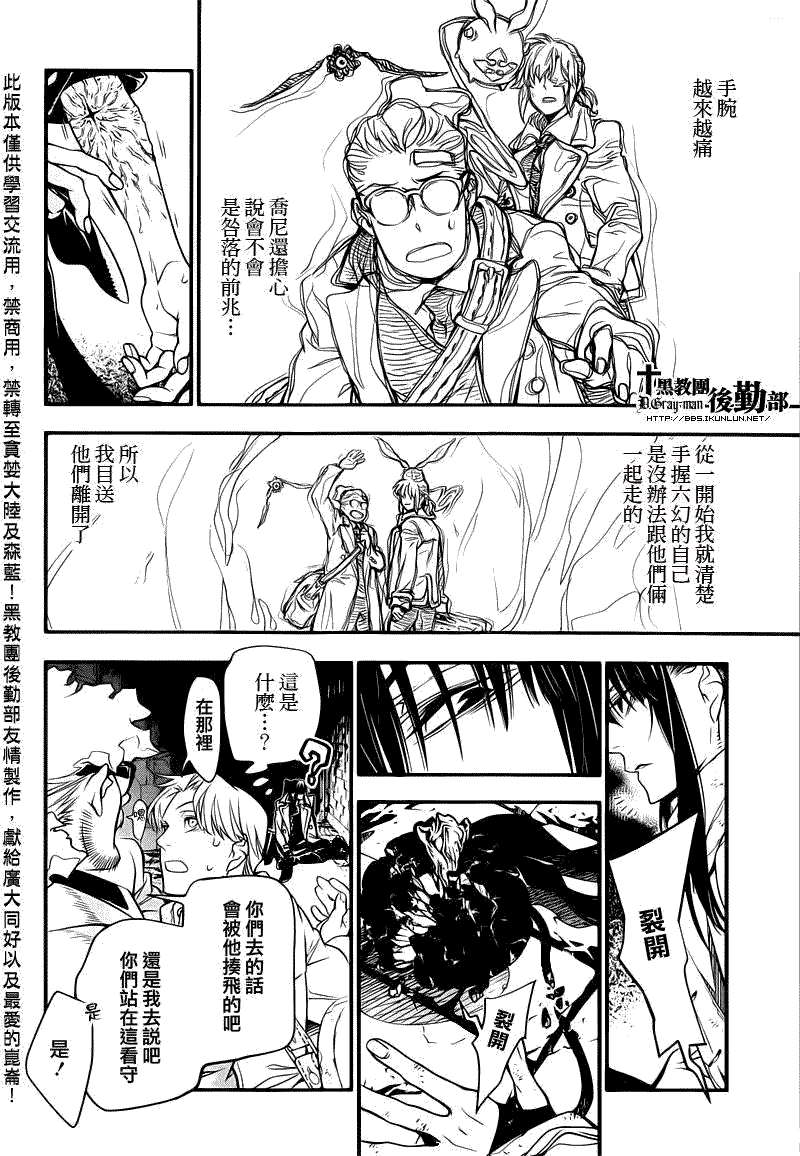 手腕
越來越痛
喬尼還擔心
說會不會
是咎落的前兆…
黑教團
D.Gray-man
後勤部
HTTP://BBS.IKUNLUN.NET/
從一開始我就清楚
手握六幻的自己
是沒辦法跟他們倆
一起走的
所以
我目送
他們離開了
裂開
裂開
這是
什麼…?
?
在那裡
嗯
你們去的話
會被他揍飛的吧
還是我去說吧
你們站在這看守
是
是!
此版本僅供學習交流用,禁商用,禁轉至貪婪大陸及森藍!黑教團後勤部友情製作,獻給廣大同好以及最愛的崑崙!